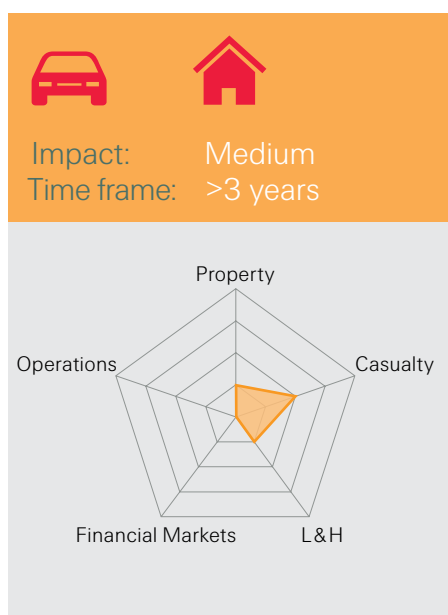 Impact: Medium
Time frame: >3 years
Property
Operations
Casualty
Financial Markets
L&H